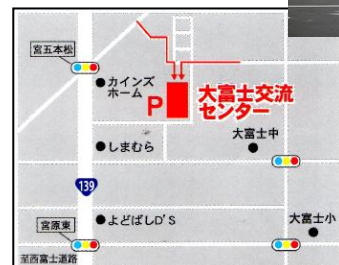 宮五本松
カインズ
ホーム
P
大富士交流
センター
大富士中
しまむら
139
宮原東
よどばしD'S
大富士小
至西富士道路